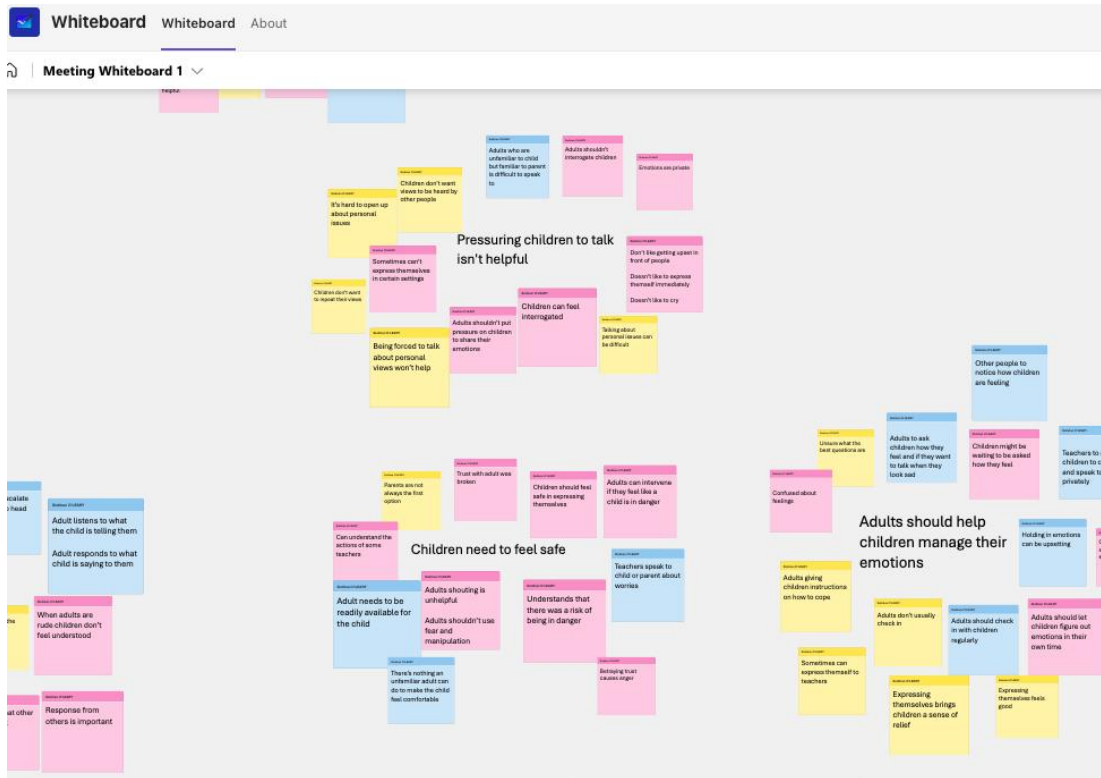 Whiteboard Whiteboard About
Meeting Whiteboard 1
helpful
Adults who are
unfamiliar to child
but familiar to parent
is difficult to speak
to
Adults shouldn't
interrogate children
Emotions are private
Children don't want
views to be heard by
other people
It's hard to open up
about personal
issues
Pressuring children to talk
isn't helpful
Sometimes can't
express themselves
in certain settings
Don't like getting upset in
front of people
Doesn't like to express
themself immediately
Doesn't like to cry
Children don't want
to repeat their views
Children can feel
interrogated
Adults shouldn't put
pressure on children
to share their
emotions
Talking about
personal issues can
be difficult
Being forced to talk
about personal
views won't help
Other people to
notice how children
are feeling
Adults to ask
children how they
feel and if they want
to talk when they
look sad
Unsure what the
best questions are
Children might be
waiting to be asked
how they feel
Teachers to
children to
and speak
privately
Confused about
feelings
Adults should help
children manage their
emotions
Holding in emotions
can be upsetting
Adults giving
children instructions
on how to cope
Adults don't usually
check in
Adults should check
in with children
regularly
Adults should let
children figure out
emotions in their
own time
Sometimes can
express themself to
teachers
Expressing
themselves brings
children a sense of
relief
Expressing
themselves feels
good
Parents are not
always the first
option
Trust with adult was
broken
Children should feel
safe in expressing
themselves
Adults can intervene
if they feel like a
child is in danger
Can understand the
actions of some
teachers
Children need to feel safe
Teachers speak to
child or parent about
worries
Adult needs to be
readily available for
the child
Adults shouting is
unhelpful
Adults shouldn't use
fear and
manipulation
Understands that
there was a risk of
being in danger
There's nothing an
unfamiliar adult can
do to make the child
feel comfortable
Betraying trust
causes anger
head
Adult listens to what
the child is telling them
Adult responds to what
child is saying to them
When adults are
rude children don't
feel understood
other
Response from
others is important